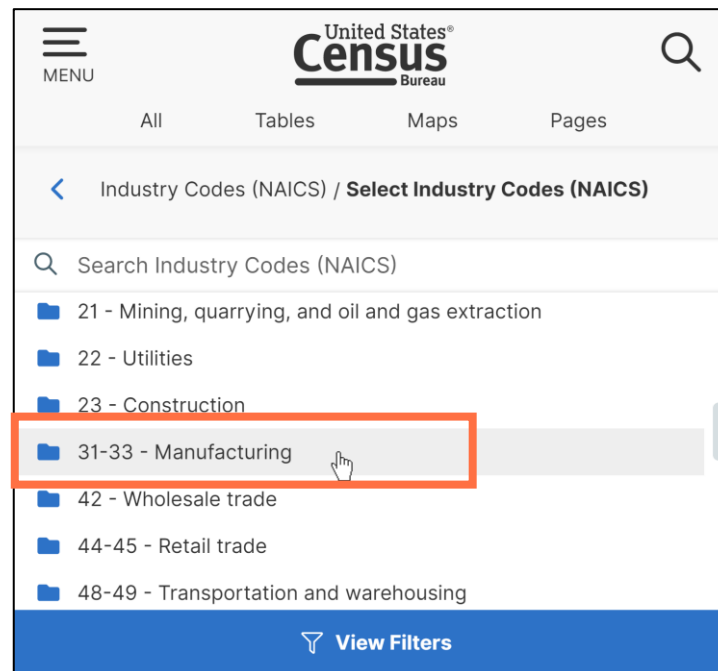 MENU
United States®
Census
Bureau
All Tables Maps Pages
Industry Codes (NAICS) / Select Industry Codes (NAICS)
Search Industry Codes (NAICS)
21 - Mining, quarrying, and oil and gas extraction
22 - Utilities
23 - Construction
31-33 - Manufacturing
42 - Wholesale trade
44-45 - Retail trade
48-49 - Transportation and warehousing
View Filters